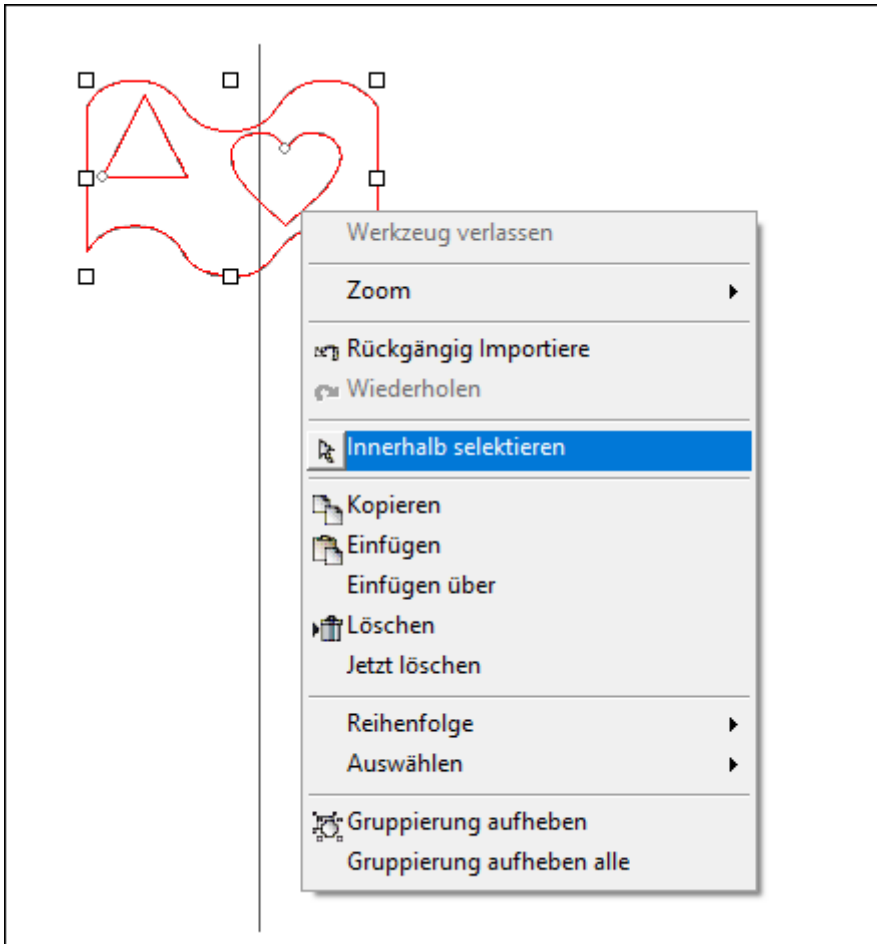 Werkzeug verlassen
Zoom
Rückgängig Importiere
Wiederholen
Innerhalb selektieren
Kopieren
Einfügen
Einfügen über
Löschen
Jetzt löschen
Reihenfolge
Auswählen
Gruppierung aufheben
Gruppierung aufheben alle